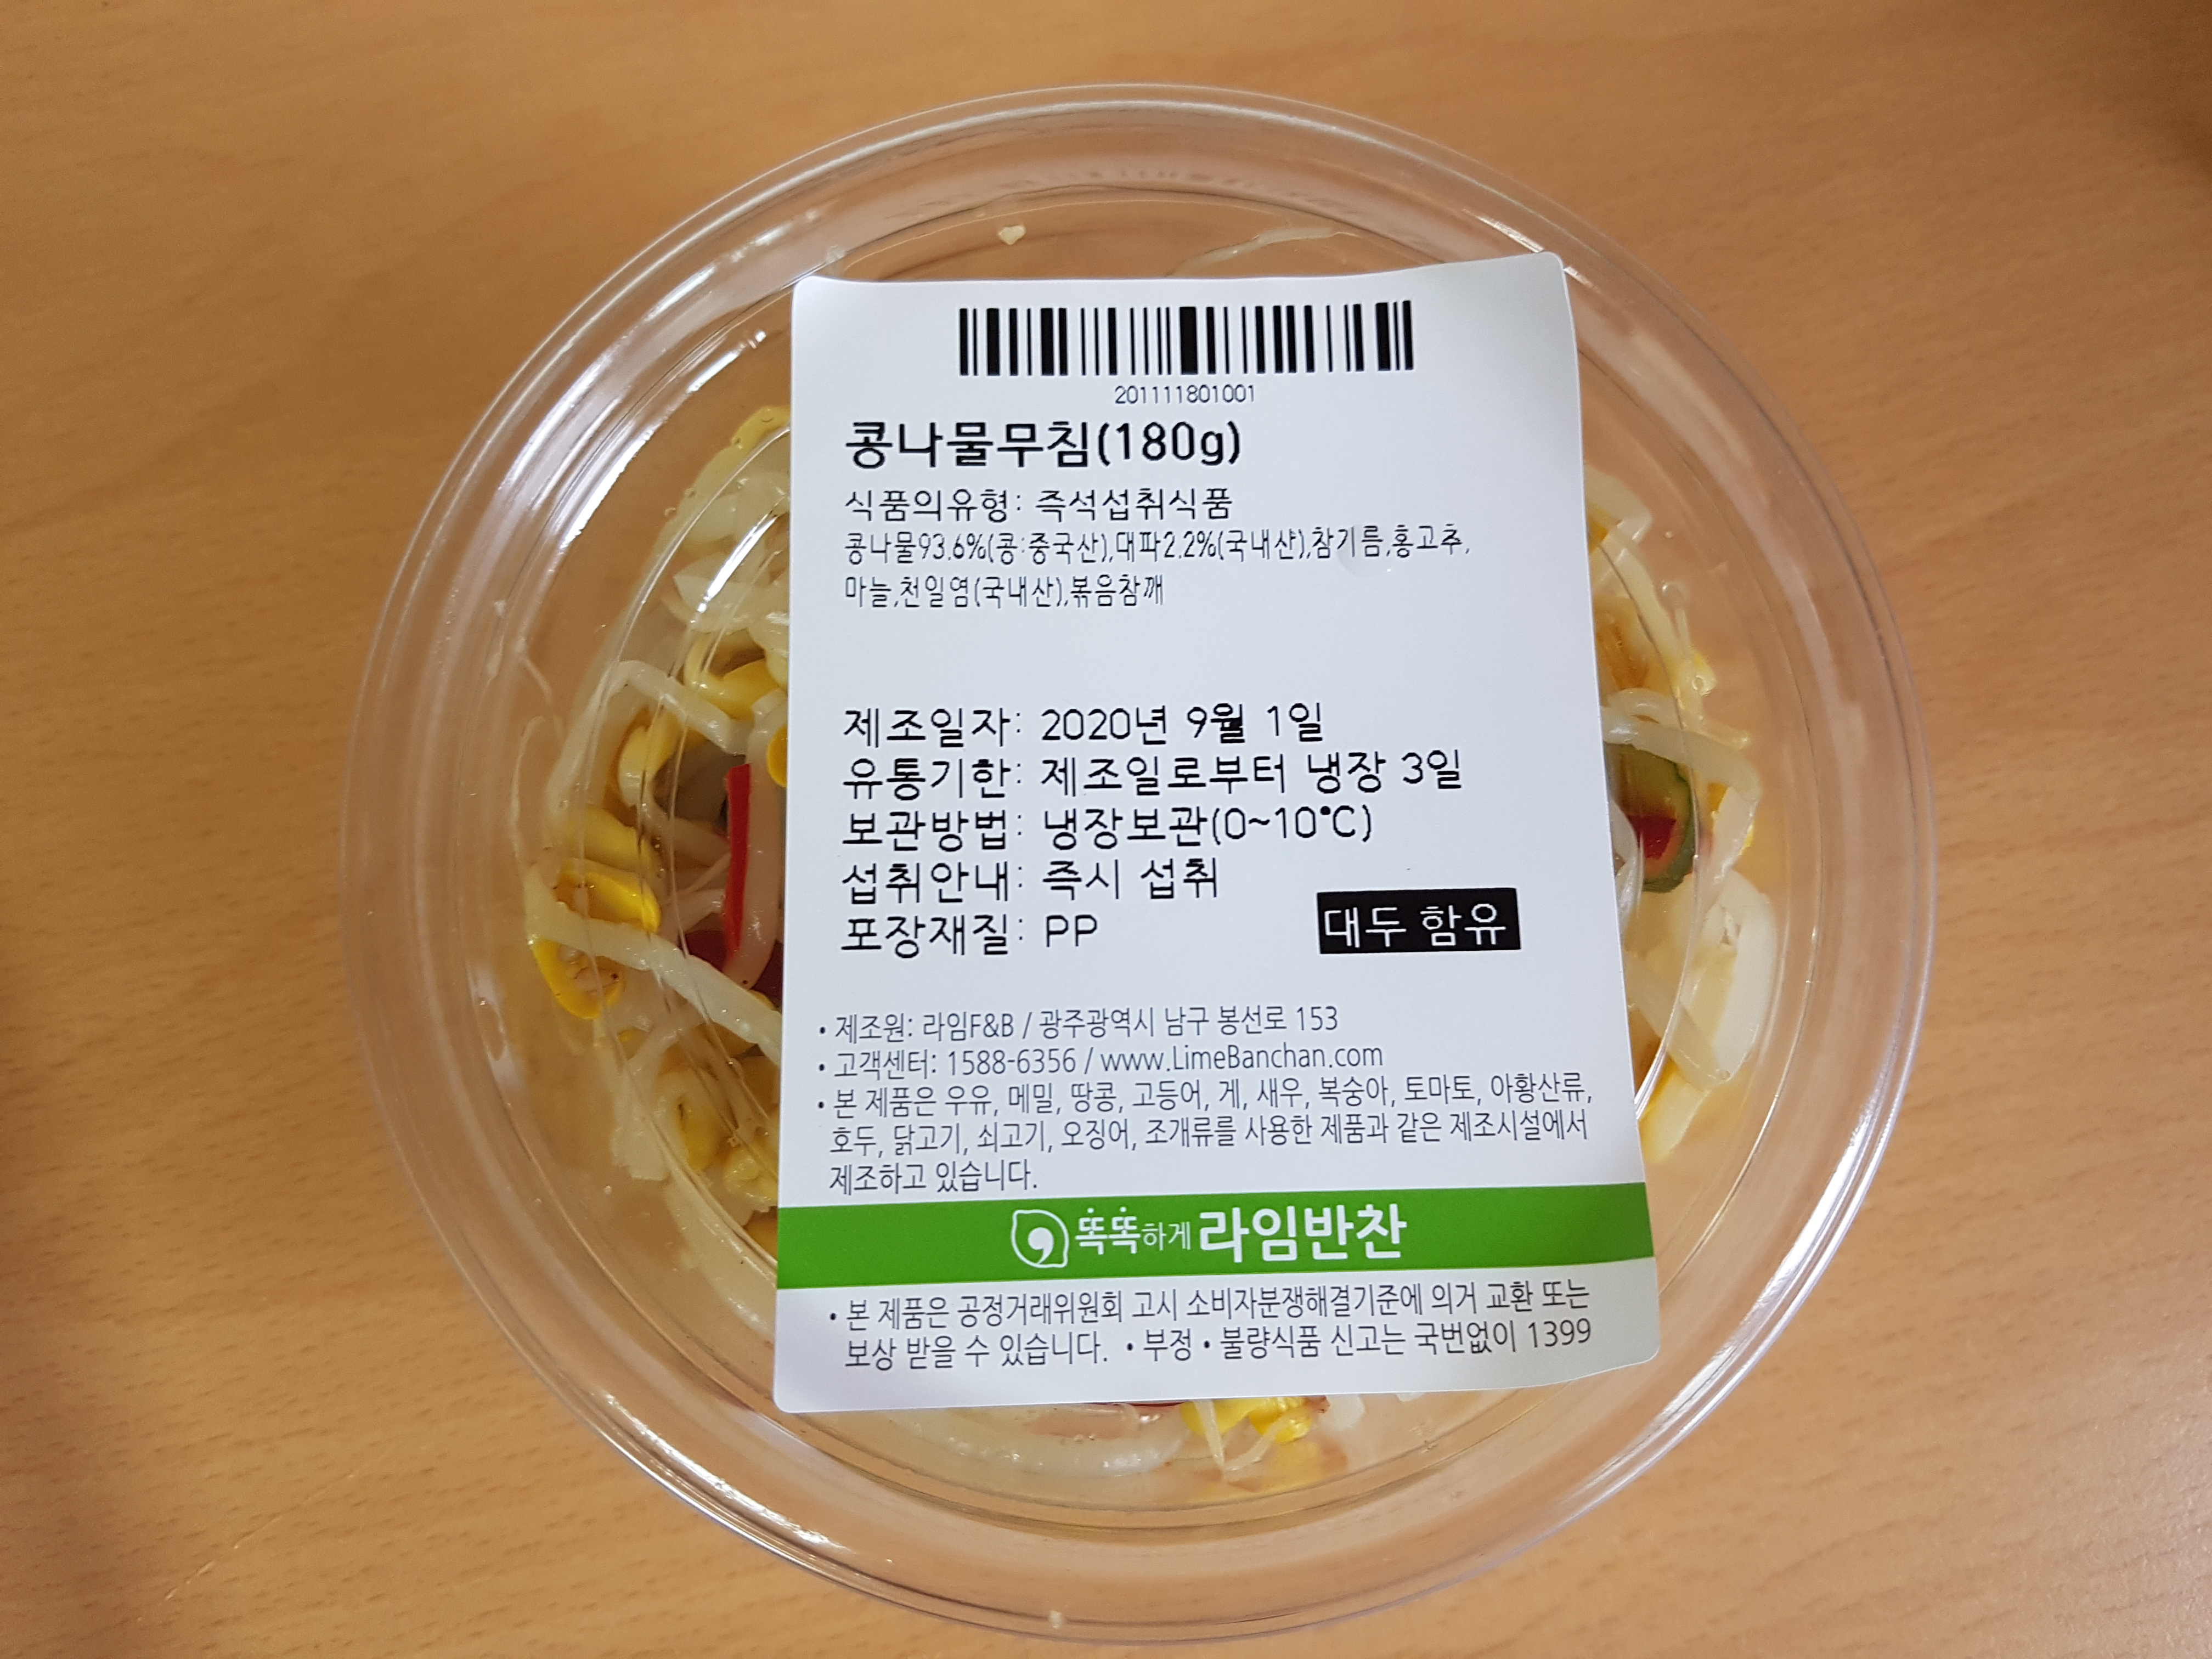 201111801001
콩나물무침(180g)
식품의유형: 즉석섭취식품
콩나물93.6%(콩:중국산),대파2.2%(국내산),참기름,홍고추,
마늘,천일염(국내산),볶음참깨
제조일자: 2020년 9월 1일
유통기한: 제조일로부터 냉장 3일
보관방법: 냉장보관(0~10℃)
섭취안내: 즉시 섭취
포장재질: PP
대두 함유
• 제조원: 라임F&B / 광주광역시 남구 봉선로 153
• 고객센터: 1588-6356 / www.LimeBanchan.com
• 본 제품은 우유, 메밀, 땅콩, 고등어, 게, 새우, 복숭아, 토마토, 아황산류,
호두, 닭고기, 쇠고기, 오징어, 조개류를 사용한 제품과 같은 제조시설에서
제조하고 있습니다.
똑똑하게 라임반찬
• 본 제품은 공정거래위원회 고시 소비자분쟁해결기준에 의거 교환 또는
보상 받을 수 있습니다. • 부정 • 불량식품 신고는 국번없이 1399